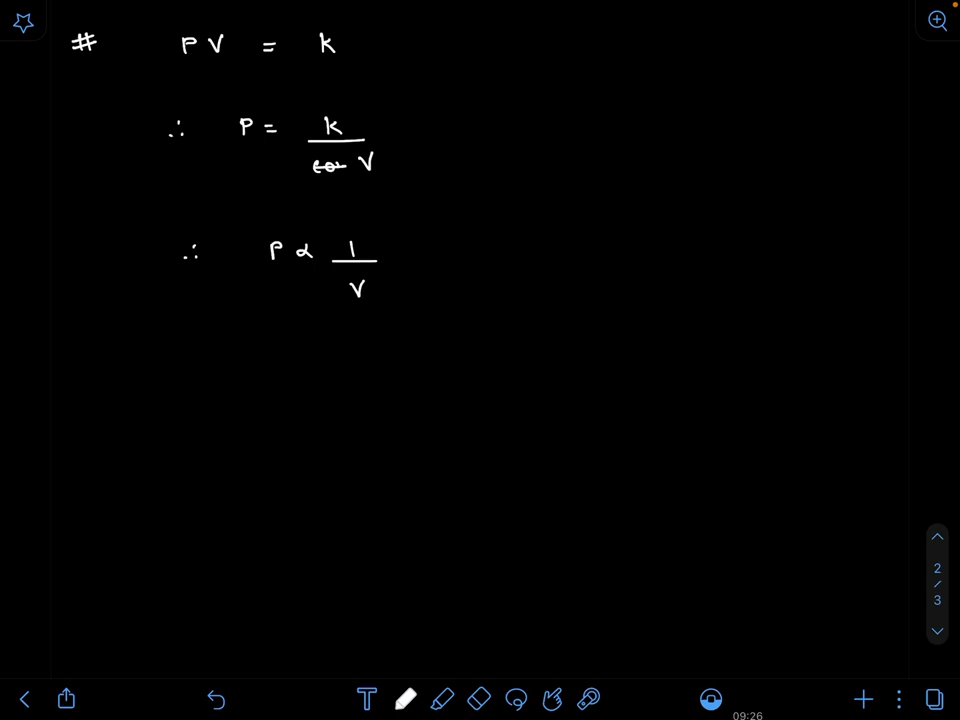 # PV = k
∴ P = k / V
∴ P ∝ 1 / V
2 / 3
T
09:26